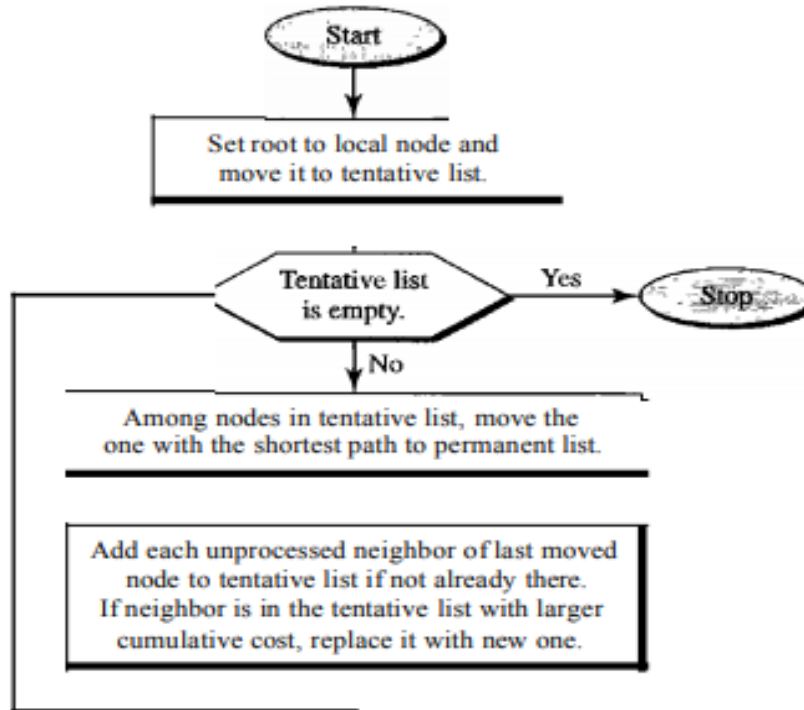 Start
Set root to local node and
move it to tentative list.
Tentative list
is empty.
Yes
Stop
No
Among nodes in tentative list, move the
one with the shortest path to permanent list.
Add each unprocessed neighbor of last moved
node to tentative list if not already there.
If neighbor is in the tentative list with larger
cumulative cost, replace it with new one.